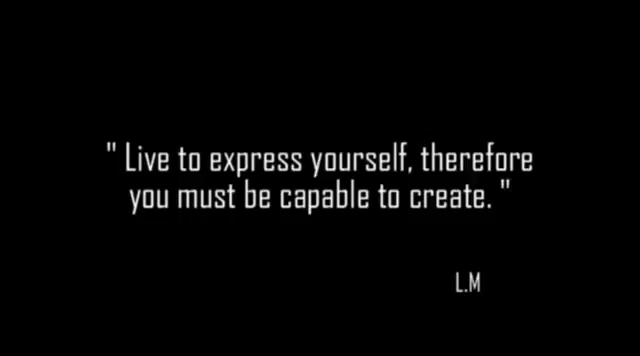 " Live to express yourself, therefore
you must be capable to create. "
L.M